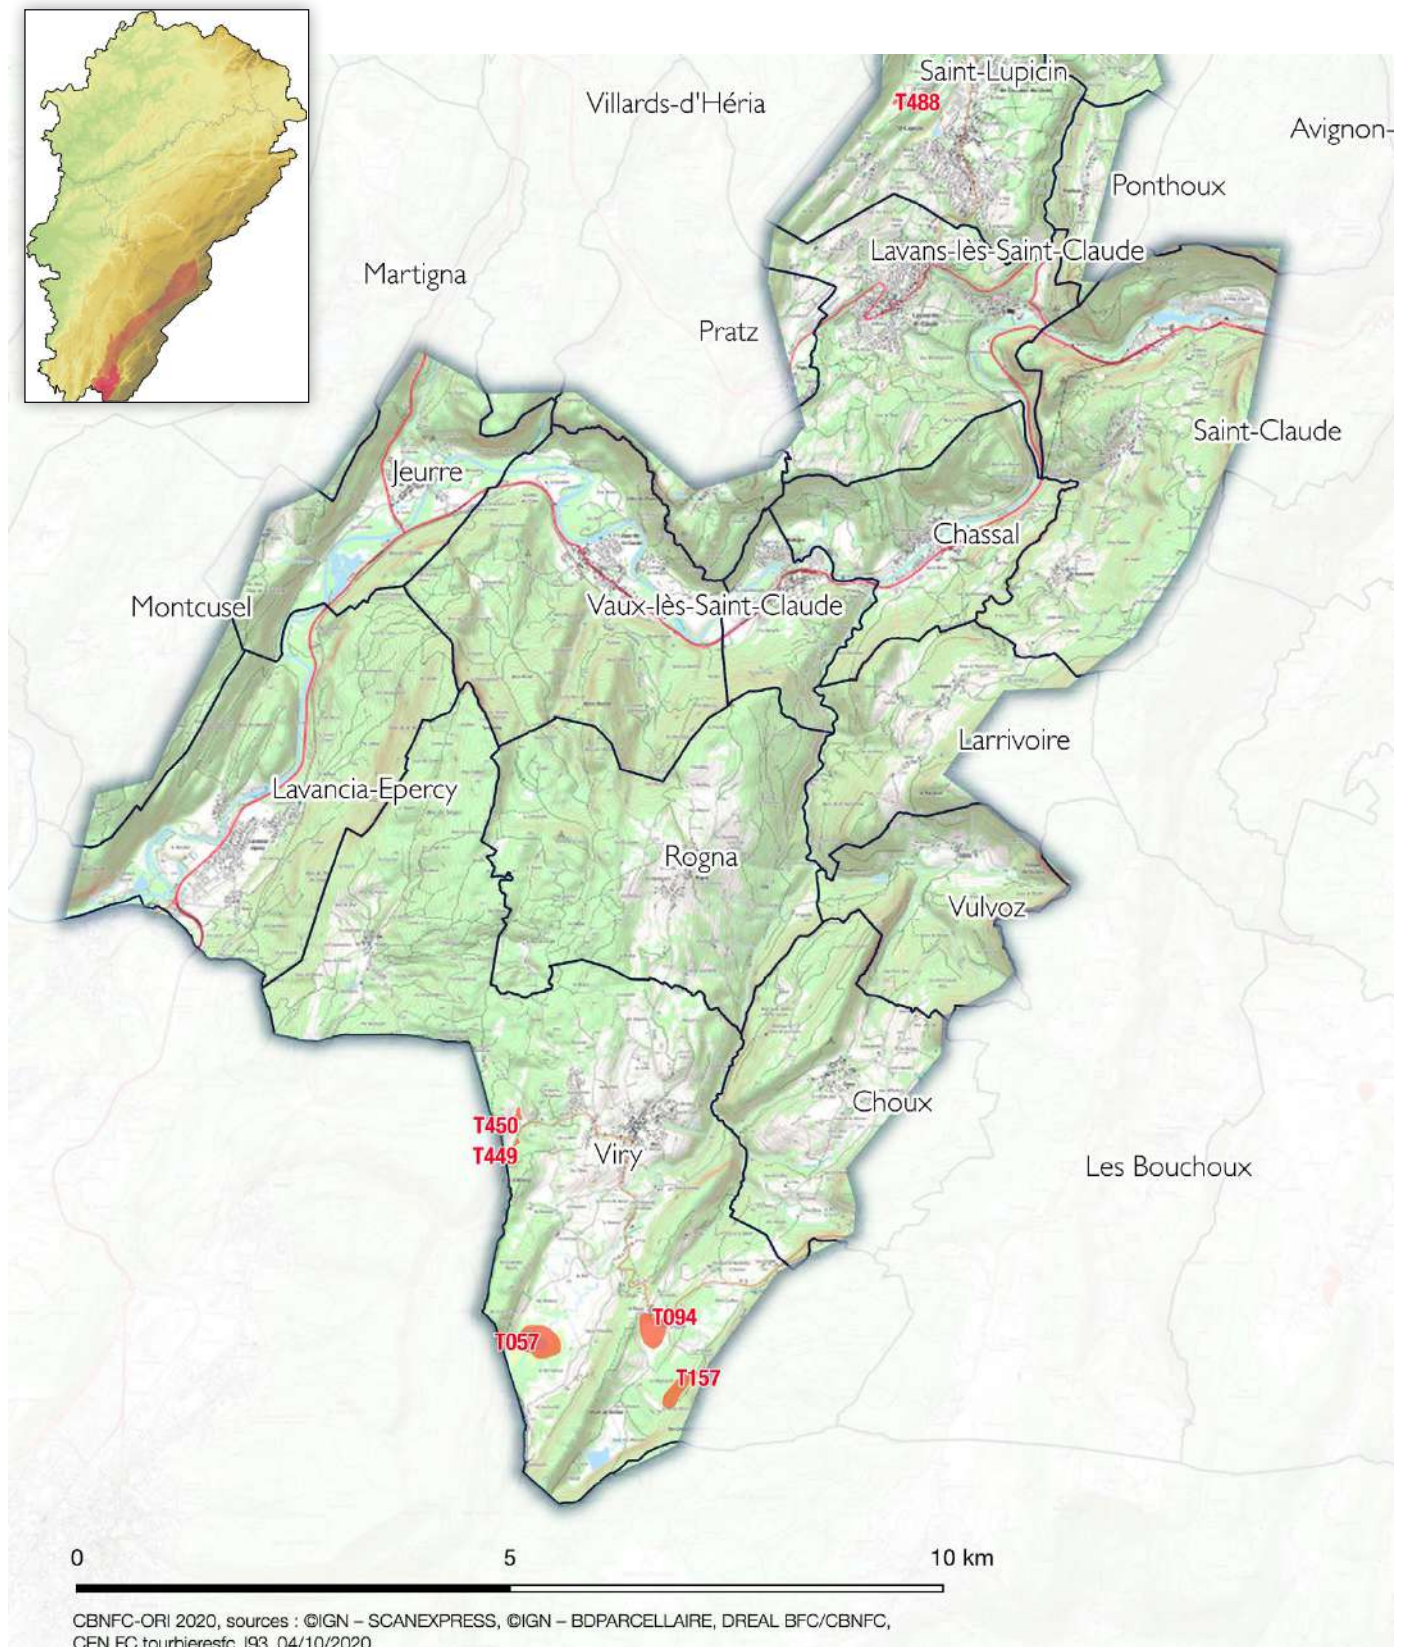 Saint-Lupicin
T488
Villards-d'Héria
Avignon-
Ponthoux
Lavans-lès-Saint-Claude
Martigna
Pratz
Saint-Claude
Jeurre
Chassal
Montcusel
Vaux-lès-Saint-Claude
Larrivoire
Lavancia-Epercy
Rogna
Vulvoz
Choux
T450
T449
Viry
Les Bouchoux
T094
T057
T157
0 5 10 km
CBNFC-ORI 2020, sources : ©IGN – SCANEXPRESS, ©IGN – BDPARCELLAIRE, DREAL BFC/CBNFC,
CEN FC tourbieresfc_l93_04/10/2020